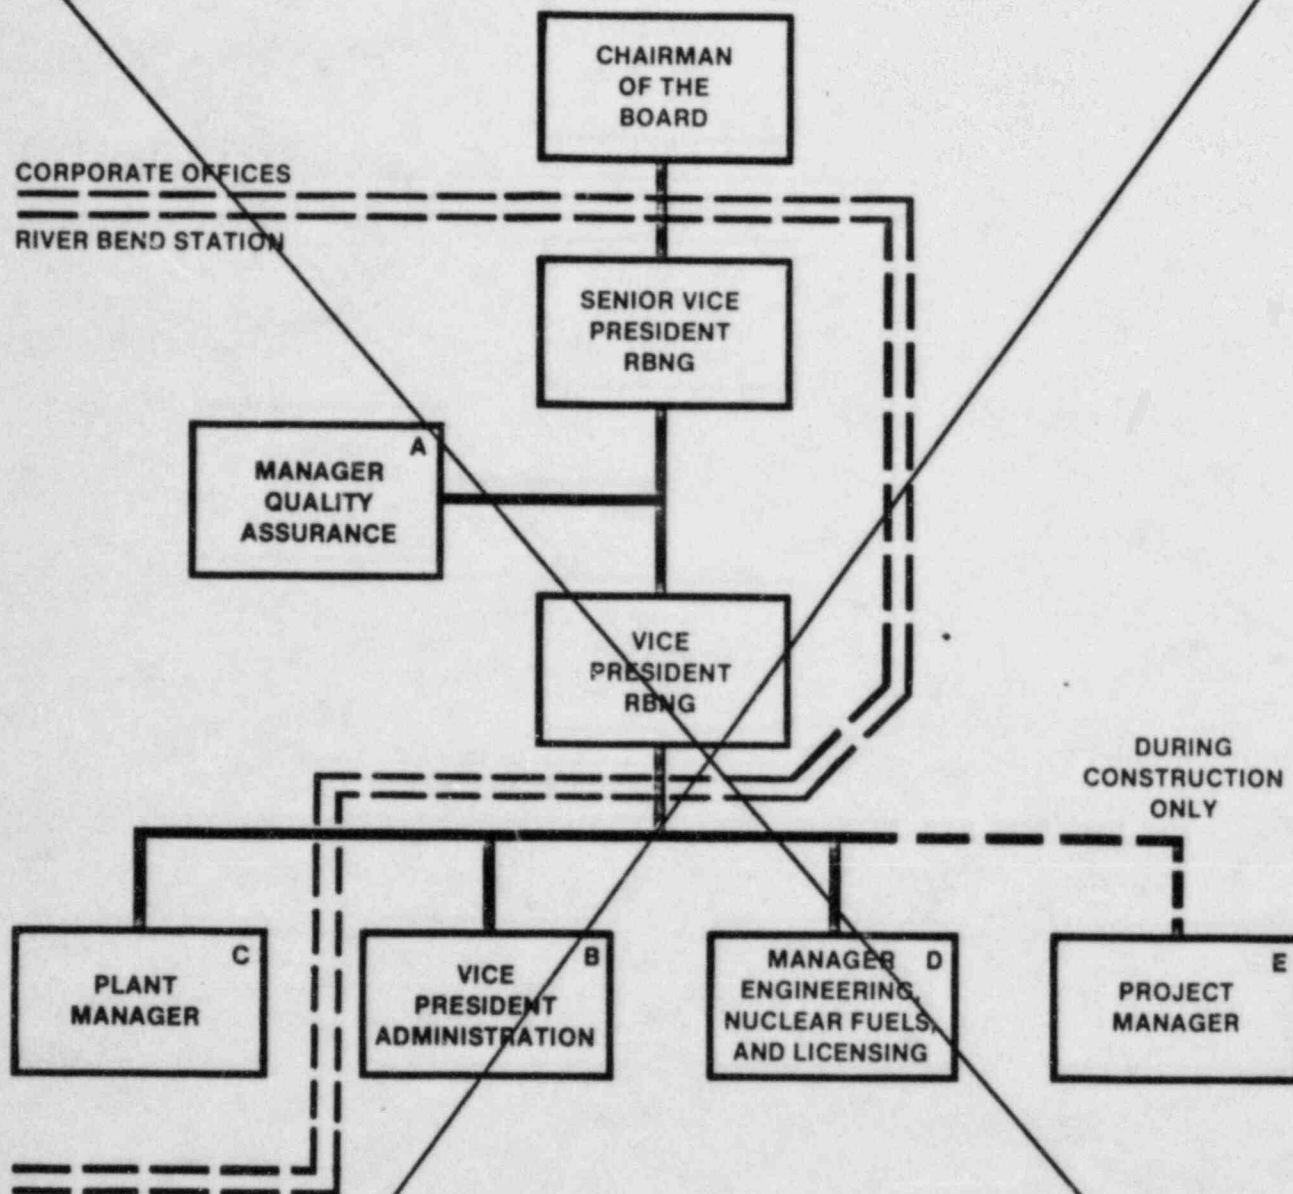 CHAIRMAN
OF THE
BOARD
CORPORATE OFFICES
RIVER BEND STATION
SENIOR VICE
PRESIDENT
RBNG
A
MANAGER
QUALITY
ASSURANCE
VICE
PRESIDENT
RBNG
DURING
CONSTRUCTION
ONLY
C
PLANT
MANAGER
B
VICE
PRESIDENT
ADMINISTRATION
D
MANAGER
ENGINEERING,
NUCLEAR FUELS,
AND LICENSING
E
PROJECT
MANAGER